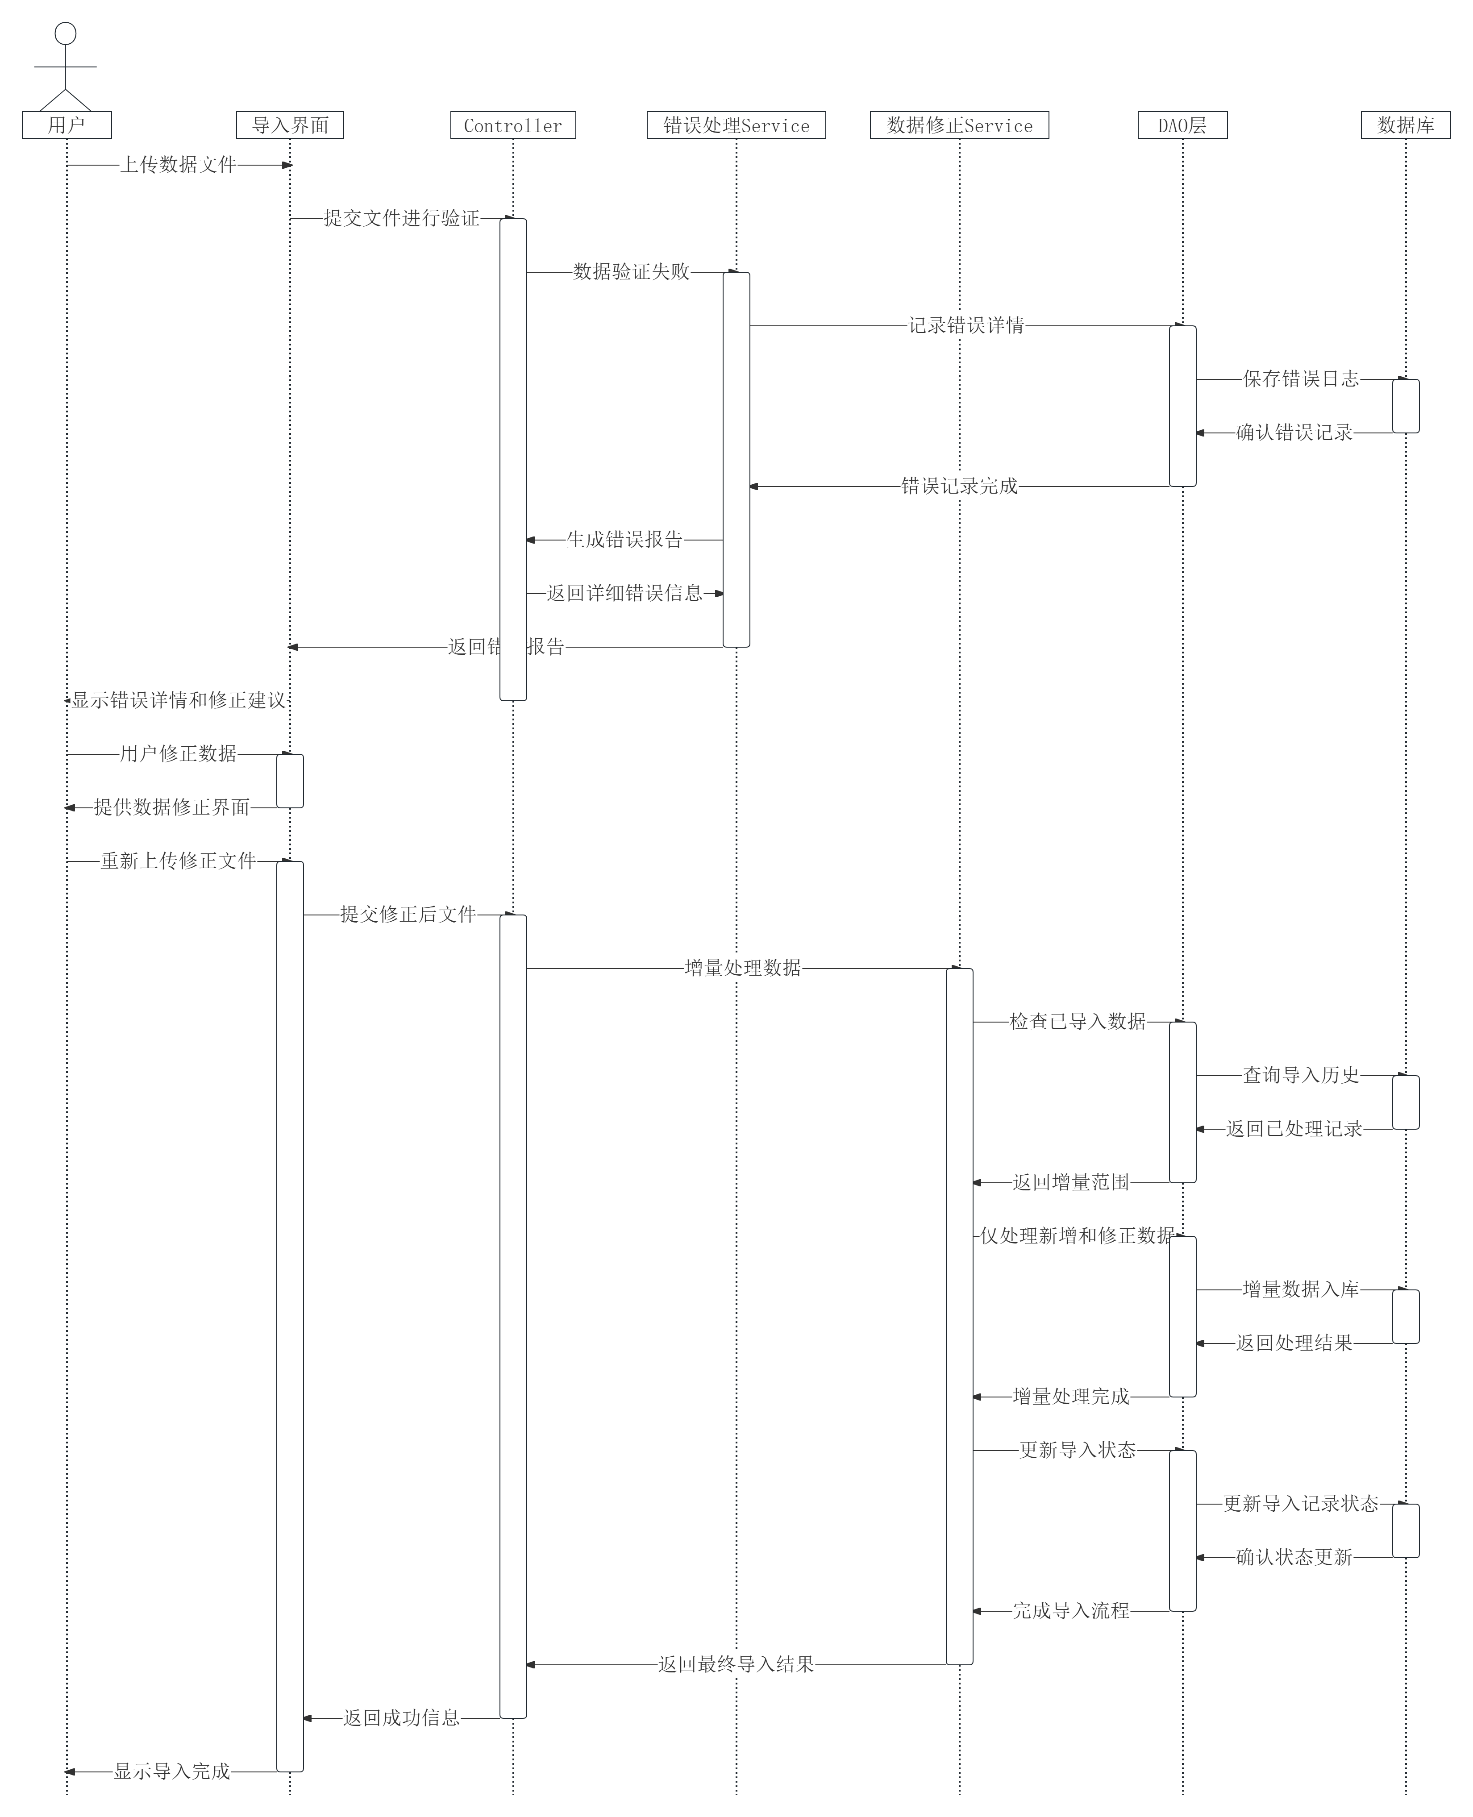 用户 导入界面 Controller 错误处理Service 数据修正Service DAO层 数据库
上传数据文件
提交文件进行验证
数据验证失败
记录错误详情
保存错误日志
确认错误记录
错误记录完成
生成错误报告
返回详细错误信息
返回错 报告
显示错误详情和修正建议
用户修正数据
提供数据修正界面
重新上传修正文件
提交修正后文件
增量处理数据
检查已导入数据
查询导入历史
返回已处理记录
返回增量范围
仅处理新增和修正数据
增量数据入库
返回处理结果
增量处理完成
更新导入状态
更新导入记录状态
确认状态更新
完成导入流程
返回最终导入结果
返回成功信息
显示导入完成